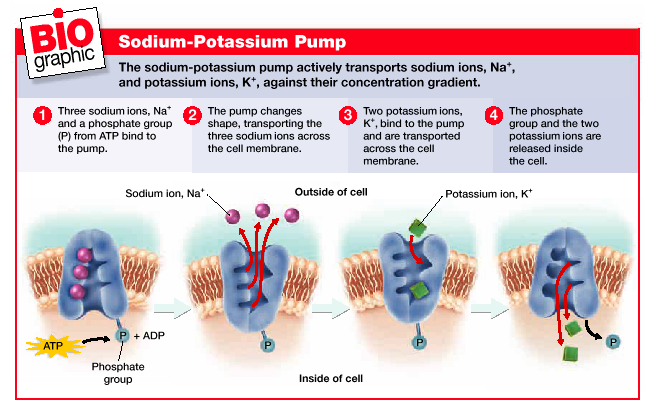 BIO
graphic
Sodium-Potassium Pump
The sodium-potassium pump actively transports sodium ions, Na⁺,
and potassium ions, K⁺, against their concentration gradient.
1
Three sodium ions, Na⁺
and a phosphate group
(P) from ATP bind to
the pump.
2
The pump changes
shape, transporting the
three sodium ions across
the cell membrane.
3
Two potassium ions,
K⁺, bind to the pump
and are transported
across the cell
membrane.
4
The phosphate
group and the two
potassium ions are
released inside
the cell.
Sodium ion, Na⁺
Outside of cell
Potassium ion, K⁺
ATP
P + ADP
Phosphate
group
P
P
P
Inside of cell